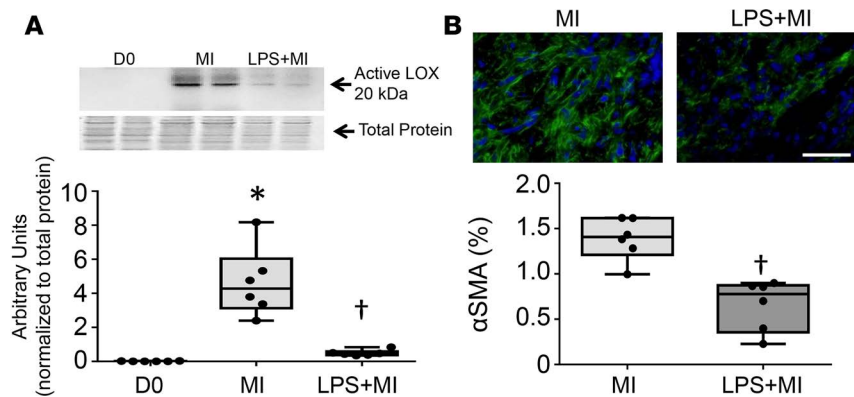 A
D0 MI LPS+MI
Active LOX
20 kDa
Total Protein
Arbitrary Units
(normalized to total protein)
10
8
6
4
2
0
*
†
D0 MI LPS+MI
B
MI LPS+MI
αSMA (%)
2.0
1.5
1.0
0.5
0.0
†
MI LPS+MI